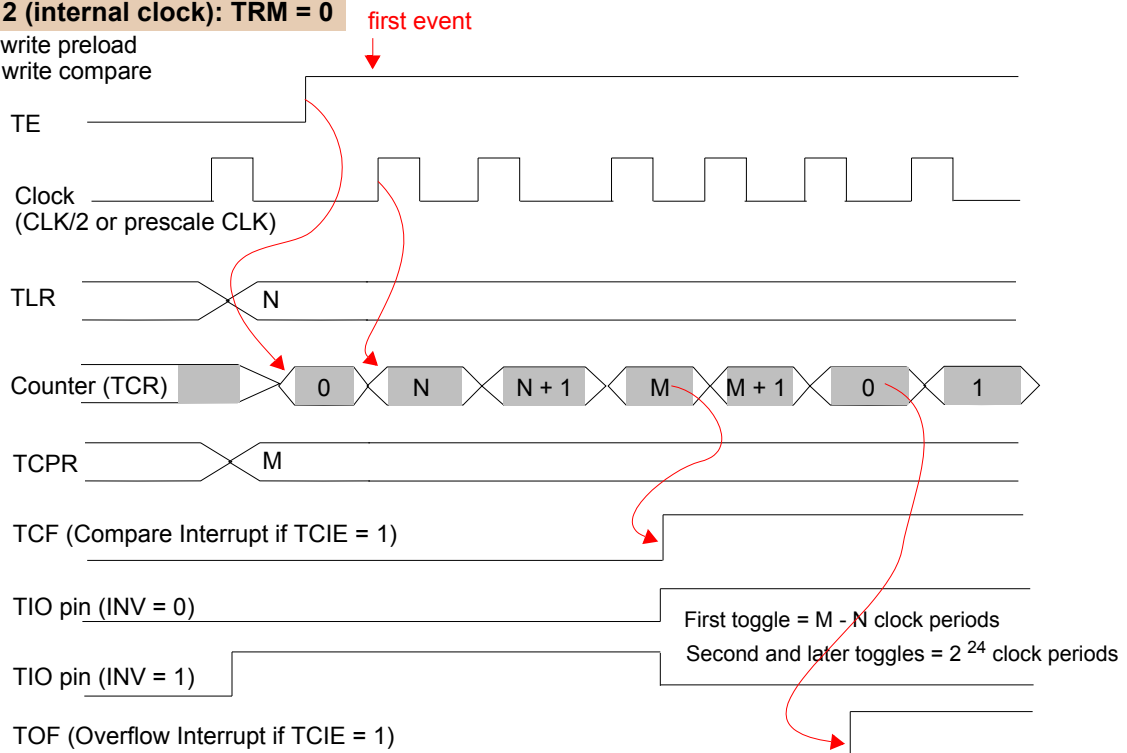 2 (internal clock): TRM = 0
first event
write preload
write compare
TE
Clock
(CLK/2 or prescale CLK)
TLR
N
Counter (TCR)
0
N
N + 1
M
M + 1
0
1
TCPR
M
TCF (Compare Interrupt if TCIE = 1)
TIO pin (INV = 0)
First toggle = M - N clock periods
Second and later toggles = 2 24 clock periods
TIO pin (INV = 1)
TOF (Overflow Interrupt if TCIE = 1)